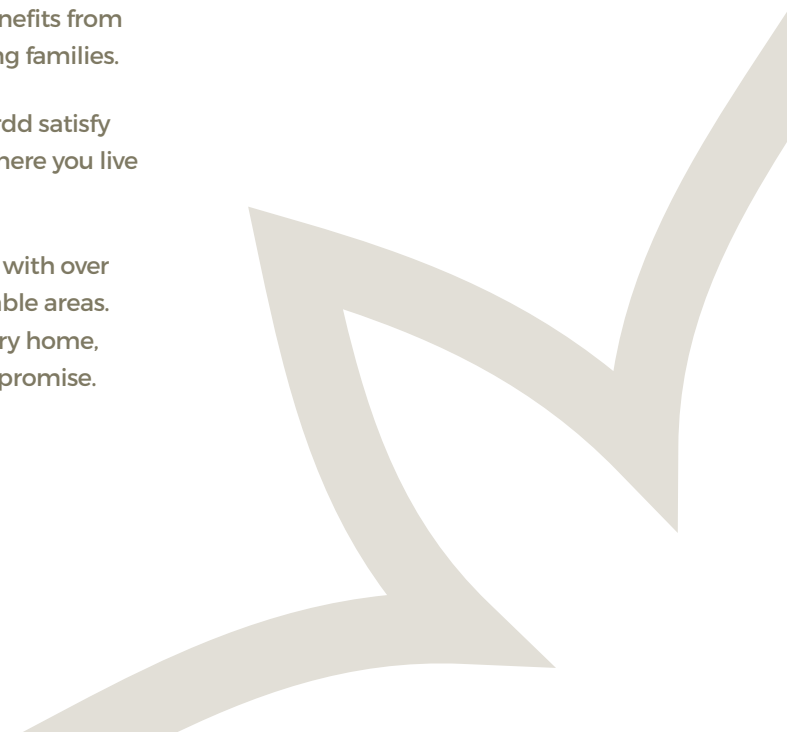 nefits from
ng families.
rdd satisfy
here you live
with over
able areas.
ry home,
promise.